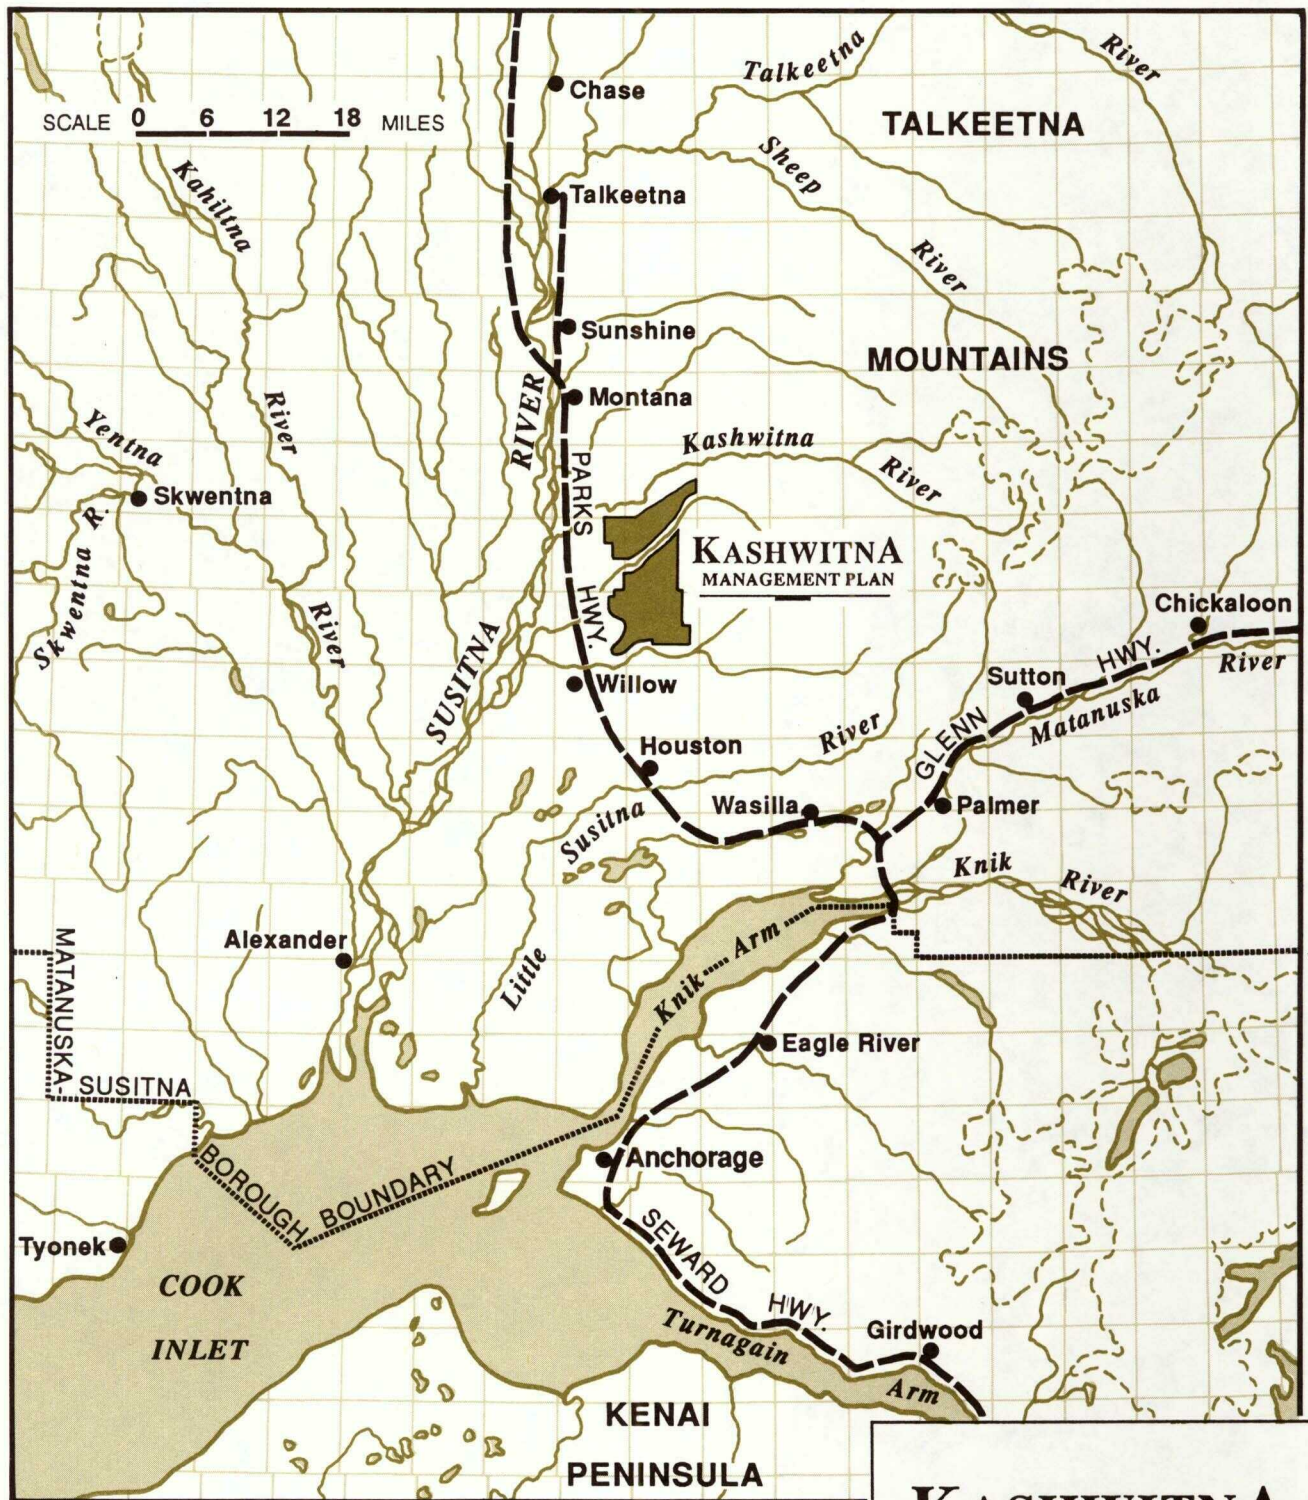 River
Talkeetna
Chase
SCALE 0 6 12 18 MILES
TALKEETNA
Sheep
Kahiltna
Talkeetna
River
Sunshine
MOUNTAINS
RIVER
Montana
River
Yentna
Kashwitna
PARKS
River
Skwentna
KASHWITNA
MANAGEMENT PLAN
Skwentna R.
HWY.
River
Chickaloon
SUSITNA
HWY.
River
Sutton
Willow
Matanuska
River
GLENN
Houston
Wasilla
Palmer
Susitna
Knik
River
MATANUSKA-
Alexander
Arm
Little
Knik
Eagle River
SUSITNA
BOROUGH
BOUNDARY
Anchorage
Tyonek
SEWARD
COOK
HWY.
INLET
Turnagain
Girdwood
Arm
KENAI
PENINSULA
KASHWITNA